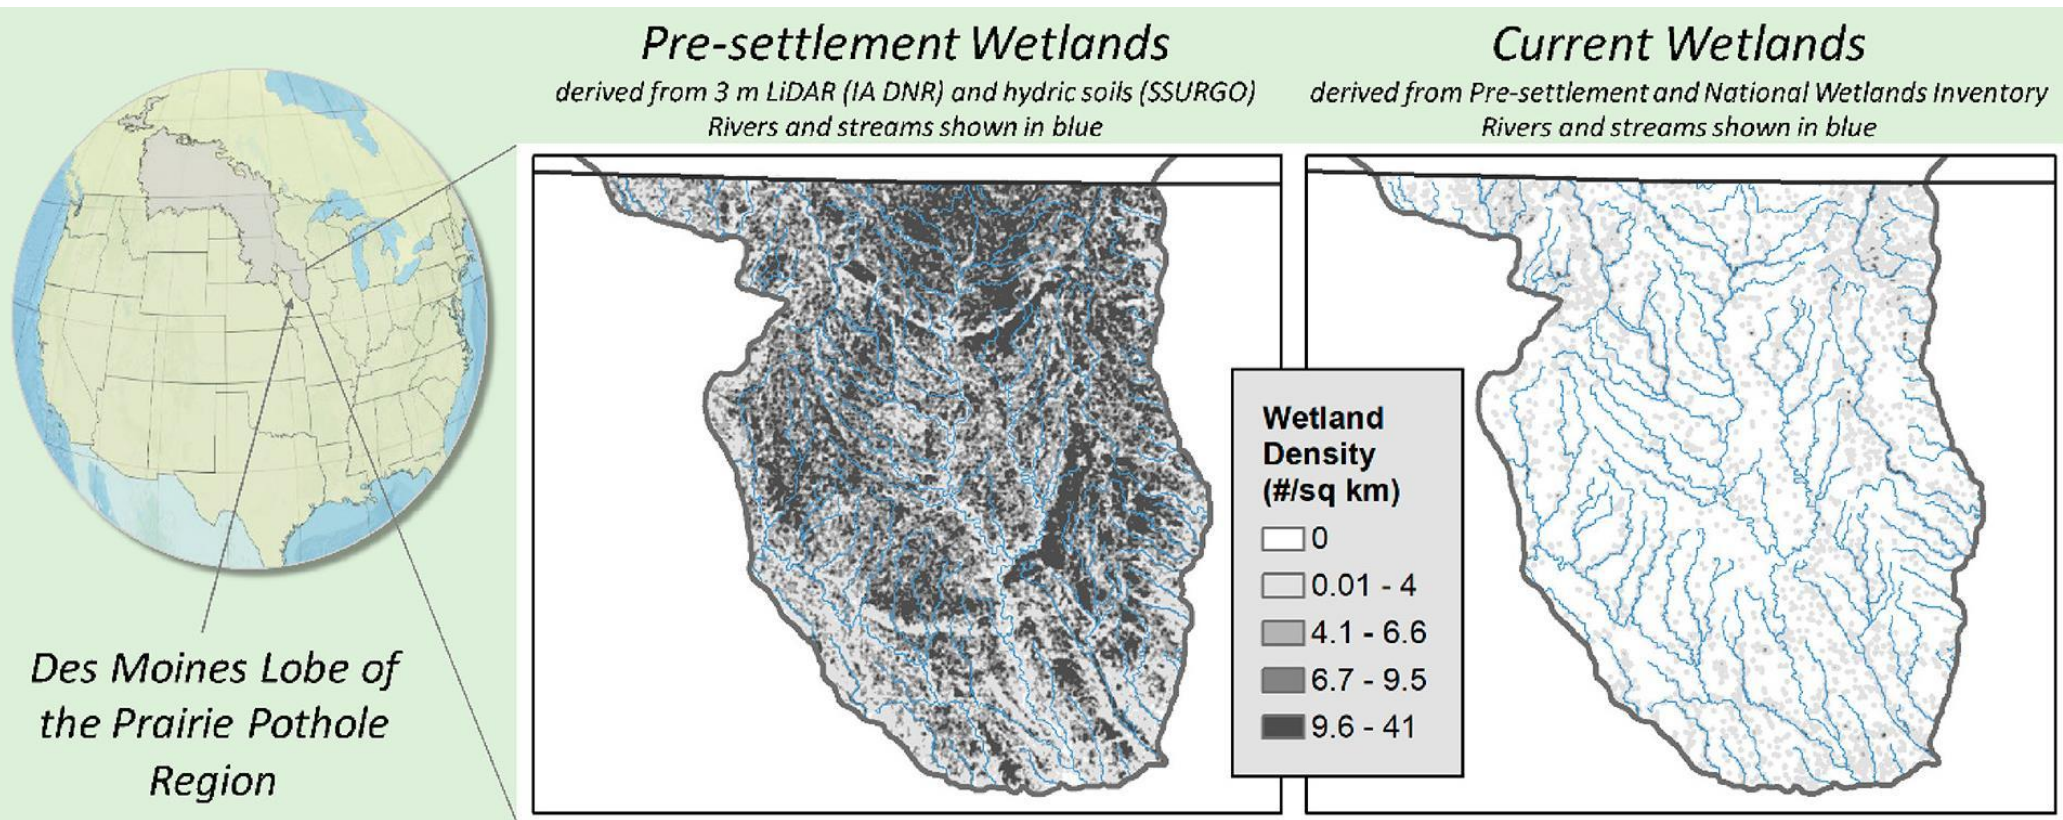 Pre-settlement Wetlands
derived from 3 m LiDAR (IA DNR) and hydric soils (SSURGO)
Rivers and streams shown in blue
Current Wetlands
derived from Pre-settlement and National Wetlands Inventory
Rivers and streams shown in blue
Des Moines Lobe of
the Prairie Pothole
Region
Wetland
Density
(#/sq km)
0
0.01 - 4
4.1 - 6.6
6.7 - 9.5
9.6 - 41